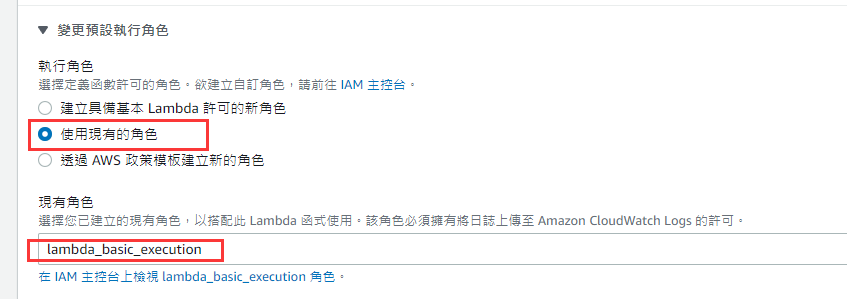 變更預設執行角色
執行角色
選擇定義函數許可的角色。欲建立自訂角色,請前往 IAM 主控台。
建立具備基本 Lambda 許可的新角色
使用現有的角色
透過 AWS 政策模板建立新的角色
現有角色
選擇您已建立的現有角色,以搭配此 Lambda 函式使用。該角色必須擁有將日誌上傳至 Amazon CloudWatch Logs 的許可。
lambda_basic_execution
在 IAM 主控台上檢視 lambda_basic_execution 角色。